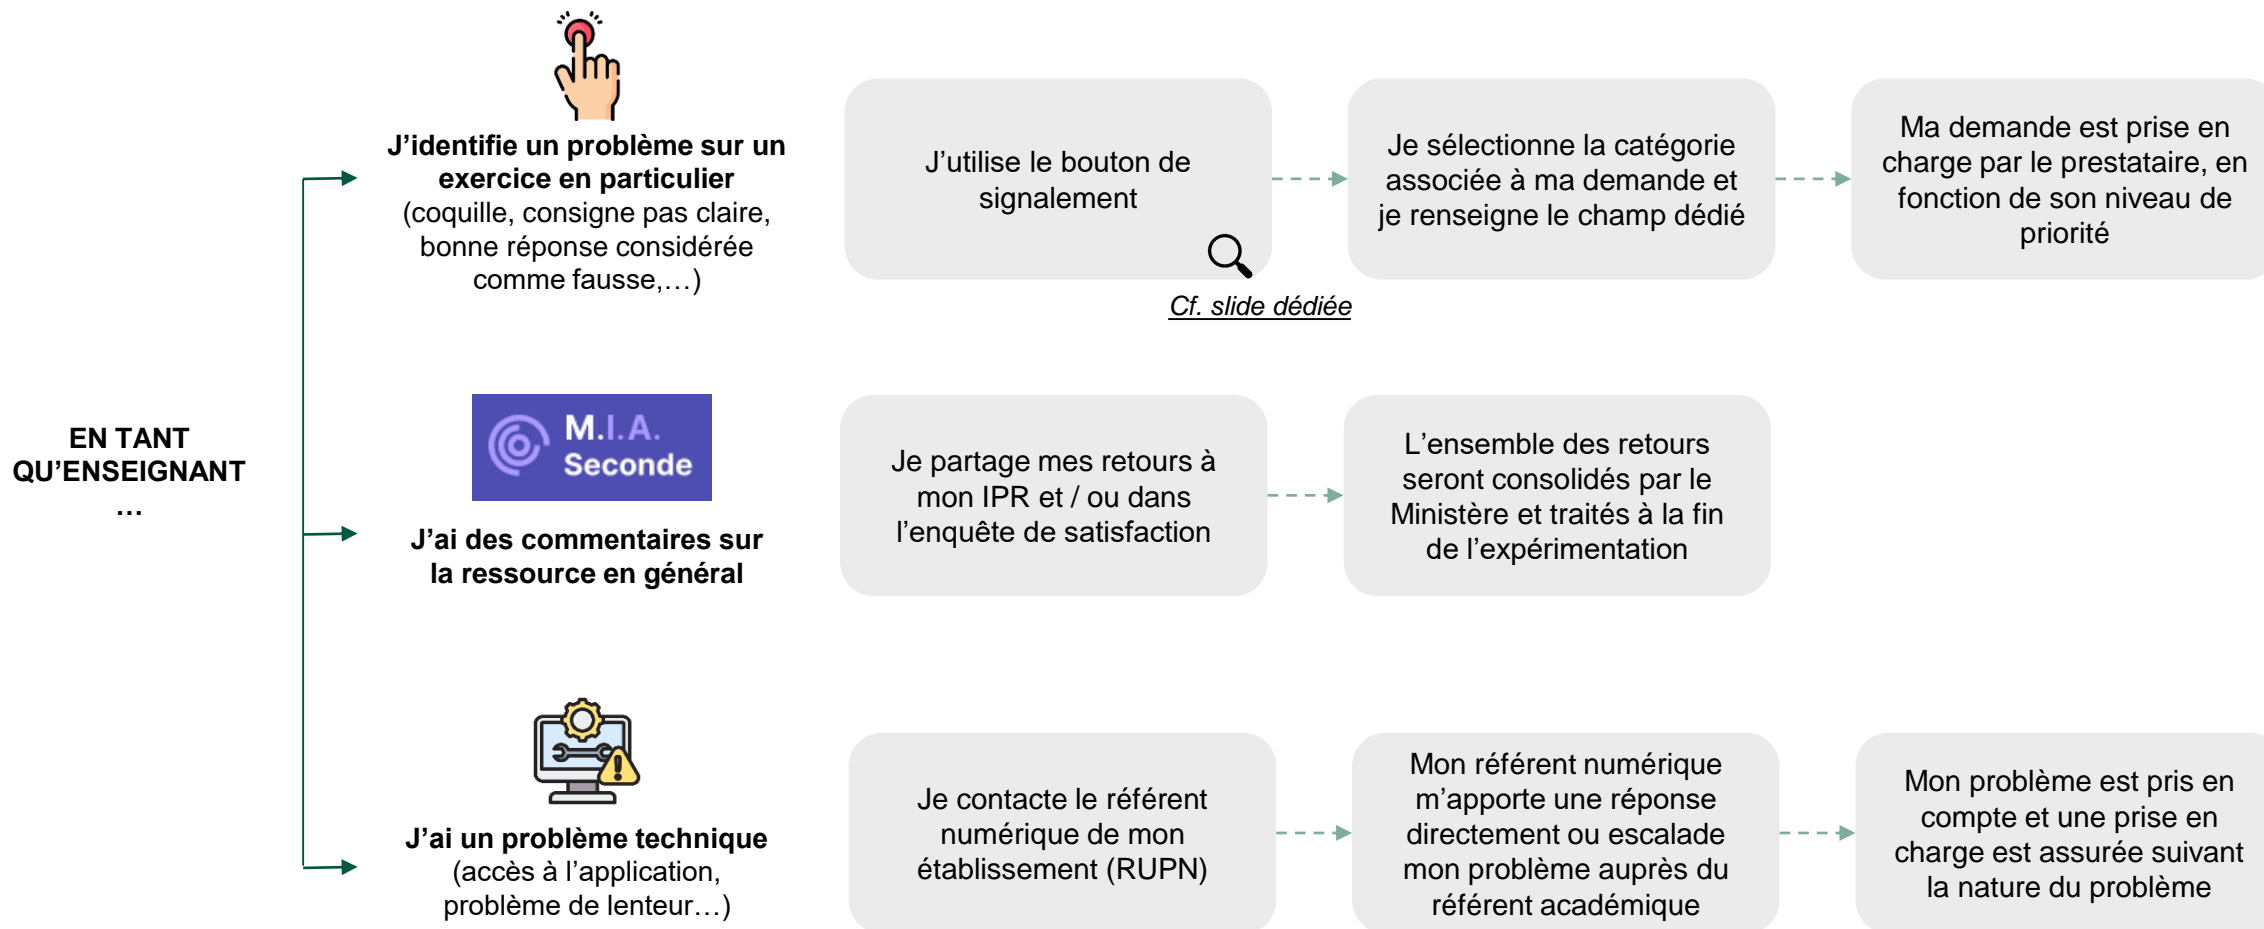 EN TANT
QU’ENSEIGNANT
…
J’identifie un problème sur un
exercice en particulier
(coquille, consigne pas claire,
bonne réponse considérée
comme fausse,…)
J’utilise le bouton de
signalement
Cf. slide dédiée
Je sélectionne la catégorie
associée à ma demande et
je renseigne le champ dédié
Ma demande est prise en
charge par le prestataire, en
fonction de son niveau de
priorité
M.I.A.
Seconde
J’ai des commentaires sur
la ressource en général
Je partage mes retours à
mon IPR et / ou dans
l’enquête de satisfaction
L’ensemble des retours
seront consolidés par le
Ministère et traités à la fin
de l’expérimentation
J’ai un problème technique
(accès à l’application,
problème de lenteur…)
Je contacte le référent
numérique de mon
établissement (RUPN)
Mon référent numérique
m’apporte une réponse
directement ou escalade
mon problème auprès du
référent académique
Mon problème est pris en
compte et une prise en
charge est assurée suivant
la nature du problème